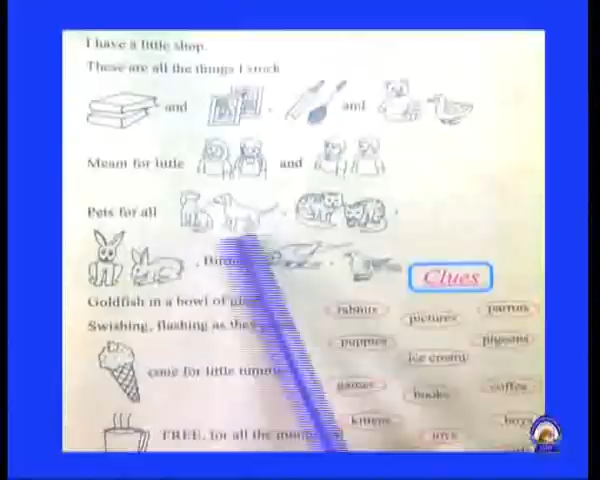 I have a little shop.
These are all the things I stock
and , and
Meant for little and
Pets for all , ,
, Birds ,
Clues
Goldfish in a bowl of
Swishing, flashing as they
rabbits pictures parrots
puppies pigeons
cone for little ice cream
games books coffee
kittens boys
FREE, for all the toys